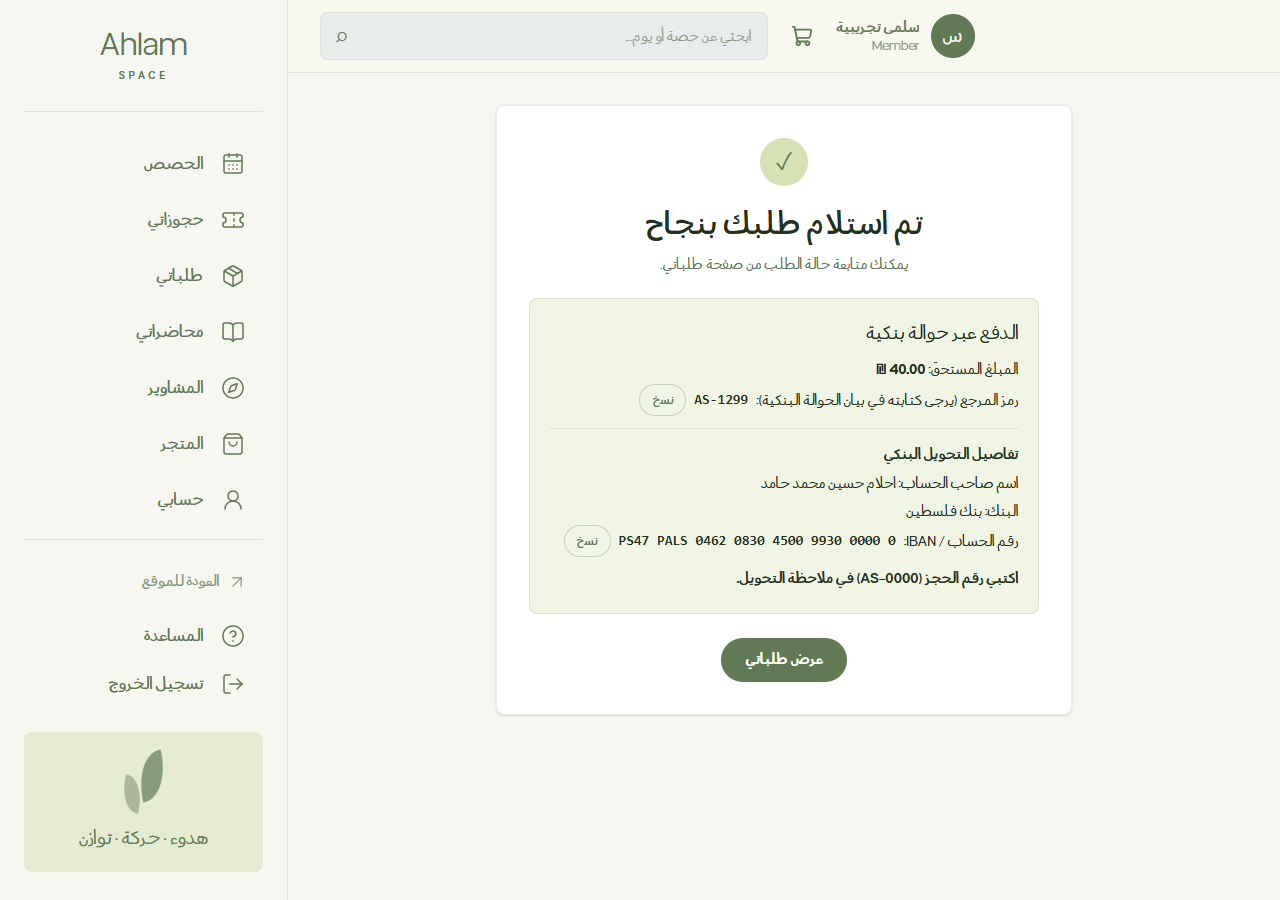 Ahlam
SPACE
الحصص
حجوزاتي
طلباتي
محاضراتي
المشاوير
المتجر
حسابي
العودة للموقع
المساعدة
تسجيل الخروج
هدوء · حركة · توازن
ابحثي عن حصة أو يوم...
سلمى تجريبية
Member
س
تم استلام طلبك بنجاح
يمكنك متابعة حالة الطلب من صفحة طلباتي.
الدفع عبر حوالة بنكية
المبلغ المستحق: 40.00 ₪
رمز المرجع (يرجى كتابته في بيان الحوالة البنكية): AS-1299 نسخ
تفاصيل التحويل البنكي
اسم صاحب الحساب: احلام حسين محمد حامد
البنك: بنك فلسطين
رقم الحساب / IBAN: PS47 PALS 0462 0830 4500 9930 0000 0 نسخ
اكتبي رقم الحجز (AS-0000) في ملاحظة التحويل.
عرض طلباتي